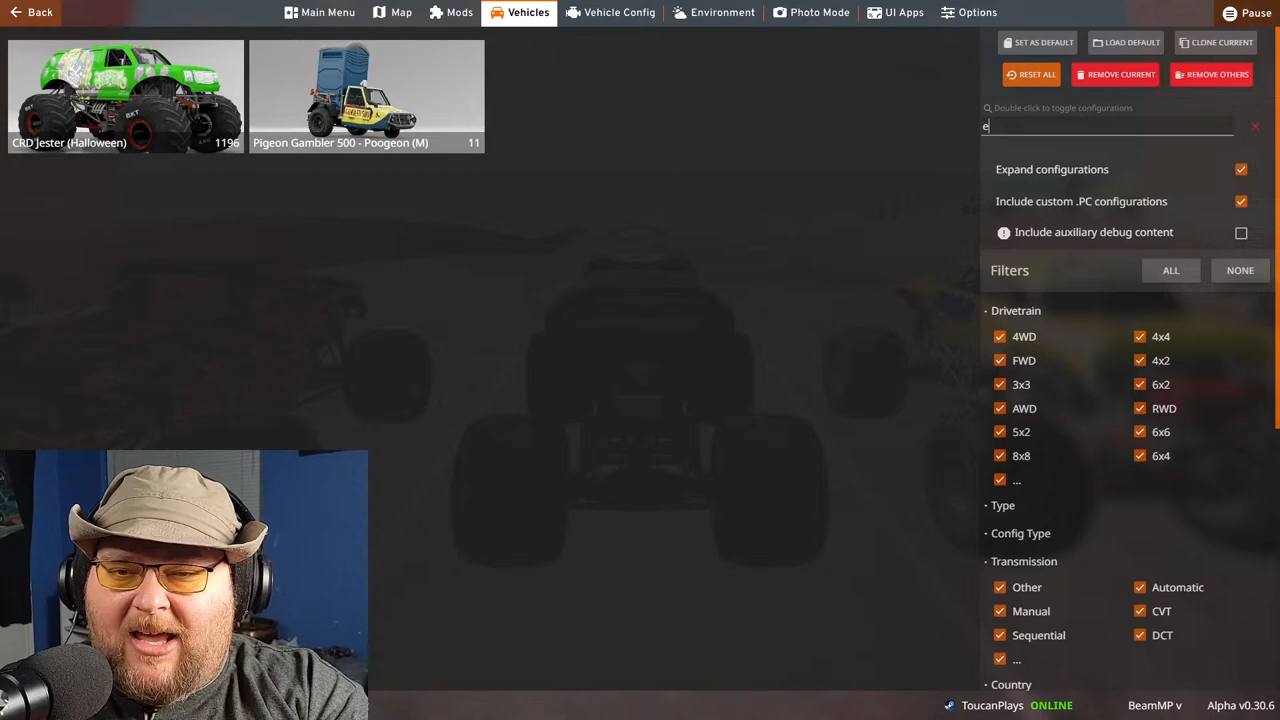 Back
Main Menu
Map
Mods
Vehicles
Vehicle Config
Environment
Photo Mode
UI Apps
Options
Pause
SET AS DEFAULT
LOAD DEFAULT
CLONE CURRENT
RESET ALL
REMOVE CURRENT
REMOVE OTHERS
Double-click to toggle configurations
e
CRD Jester (Halloween) 1196
Pigeon Gambler 500 - Poogeon (M) 11
Expand configurations
Include custom .PC configurations
Include auxiliary debug content
Filters ALL NONE
- Drivetrain
4WD 4x4
FWD 4x2
3x3 6x2
AWD RWD
5x2 6x6
8x8 6x4
...
- Type
- Config Type
- Transmission
Other Automatic
Manual CVT
Sequential DCT
...
- Country
ToucanPlays ONLINE BeamMP v Alpha v0.30.6